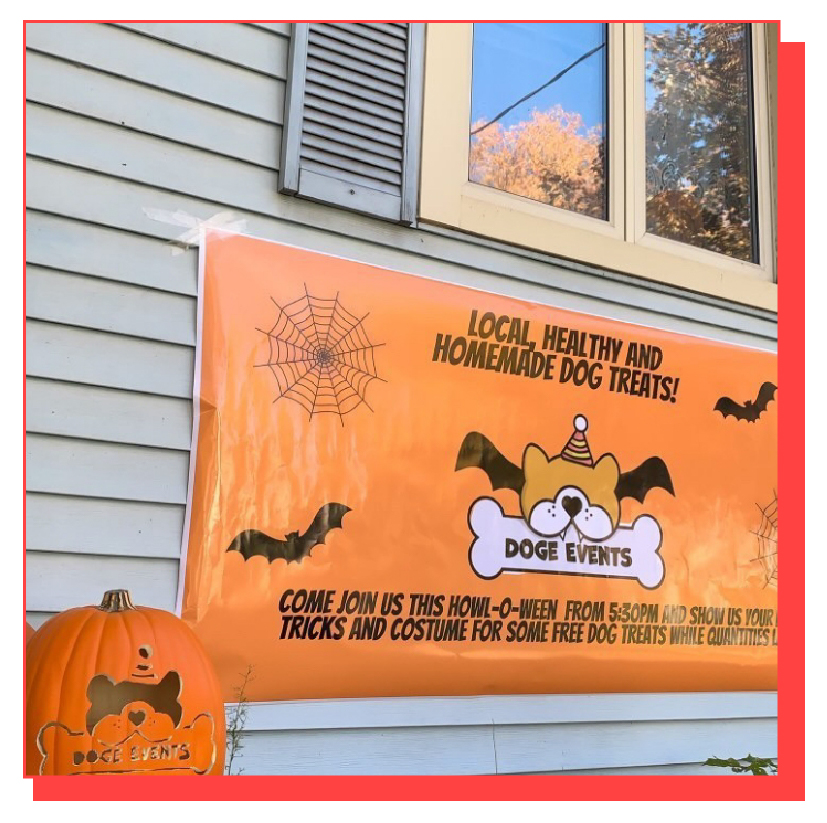 LOCAL, HEALTHY AND
HOMEMADE DOG TREATS!
DOGE EVENTS
COME JOIN US THIS HOWL-O-WEEN FROM 5:30PM AND SHOW US YOUR
TRICKS AND COSTUME FOR SOME FREE DOG TREATS WHILE QUANTITIES
DOGE EVENTS